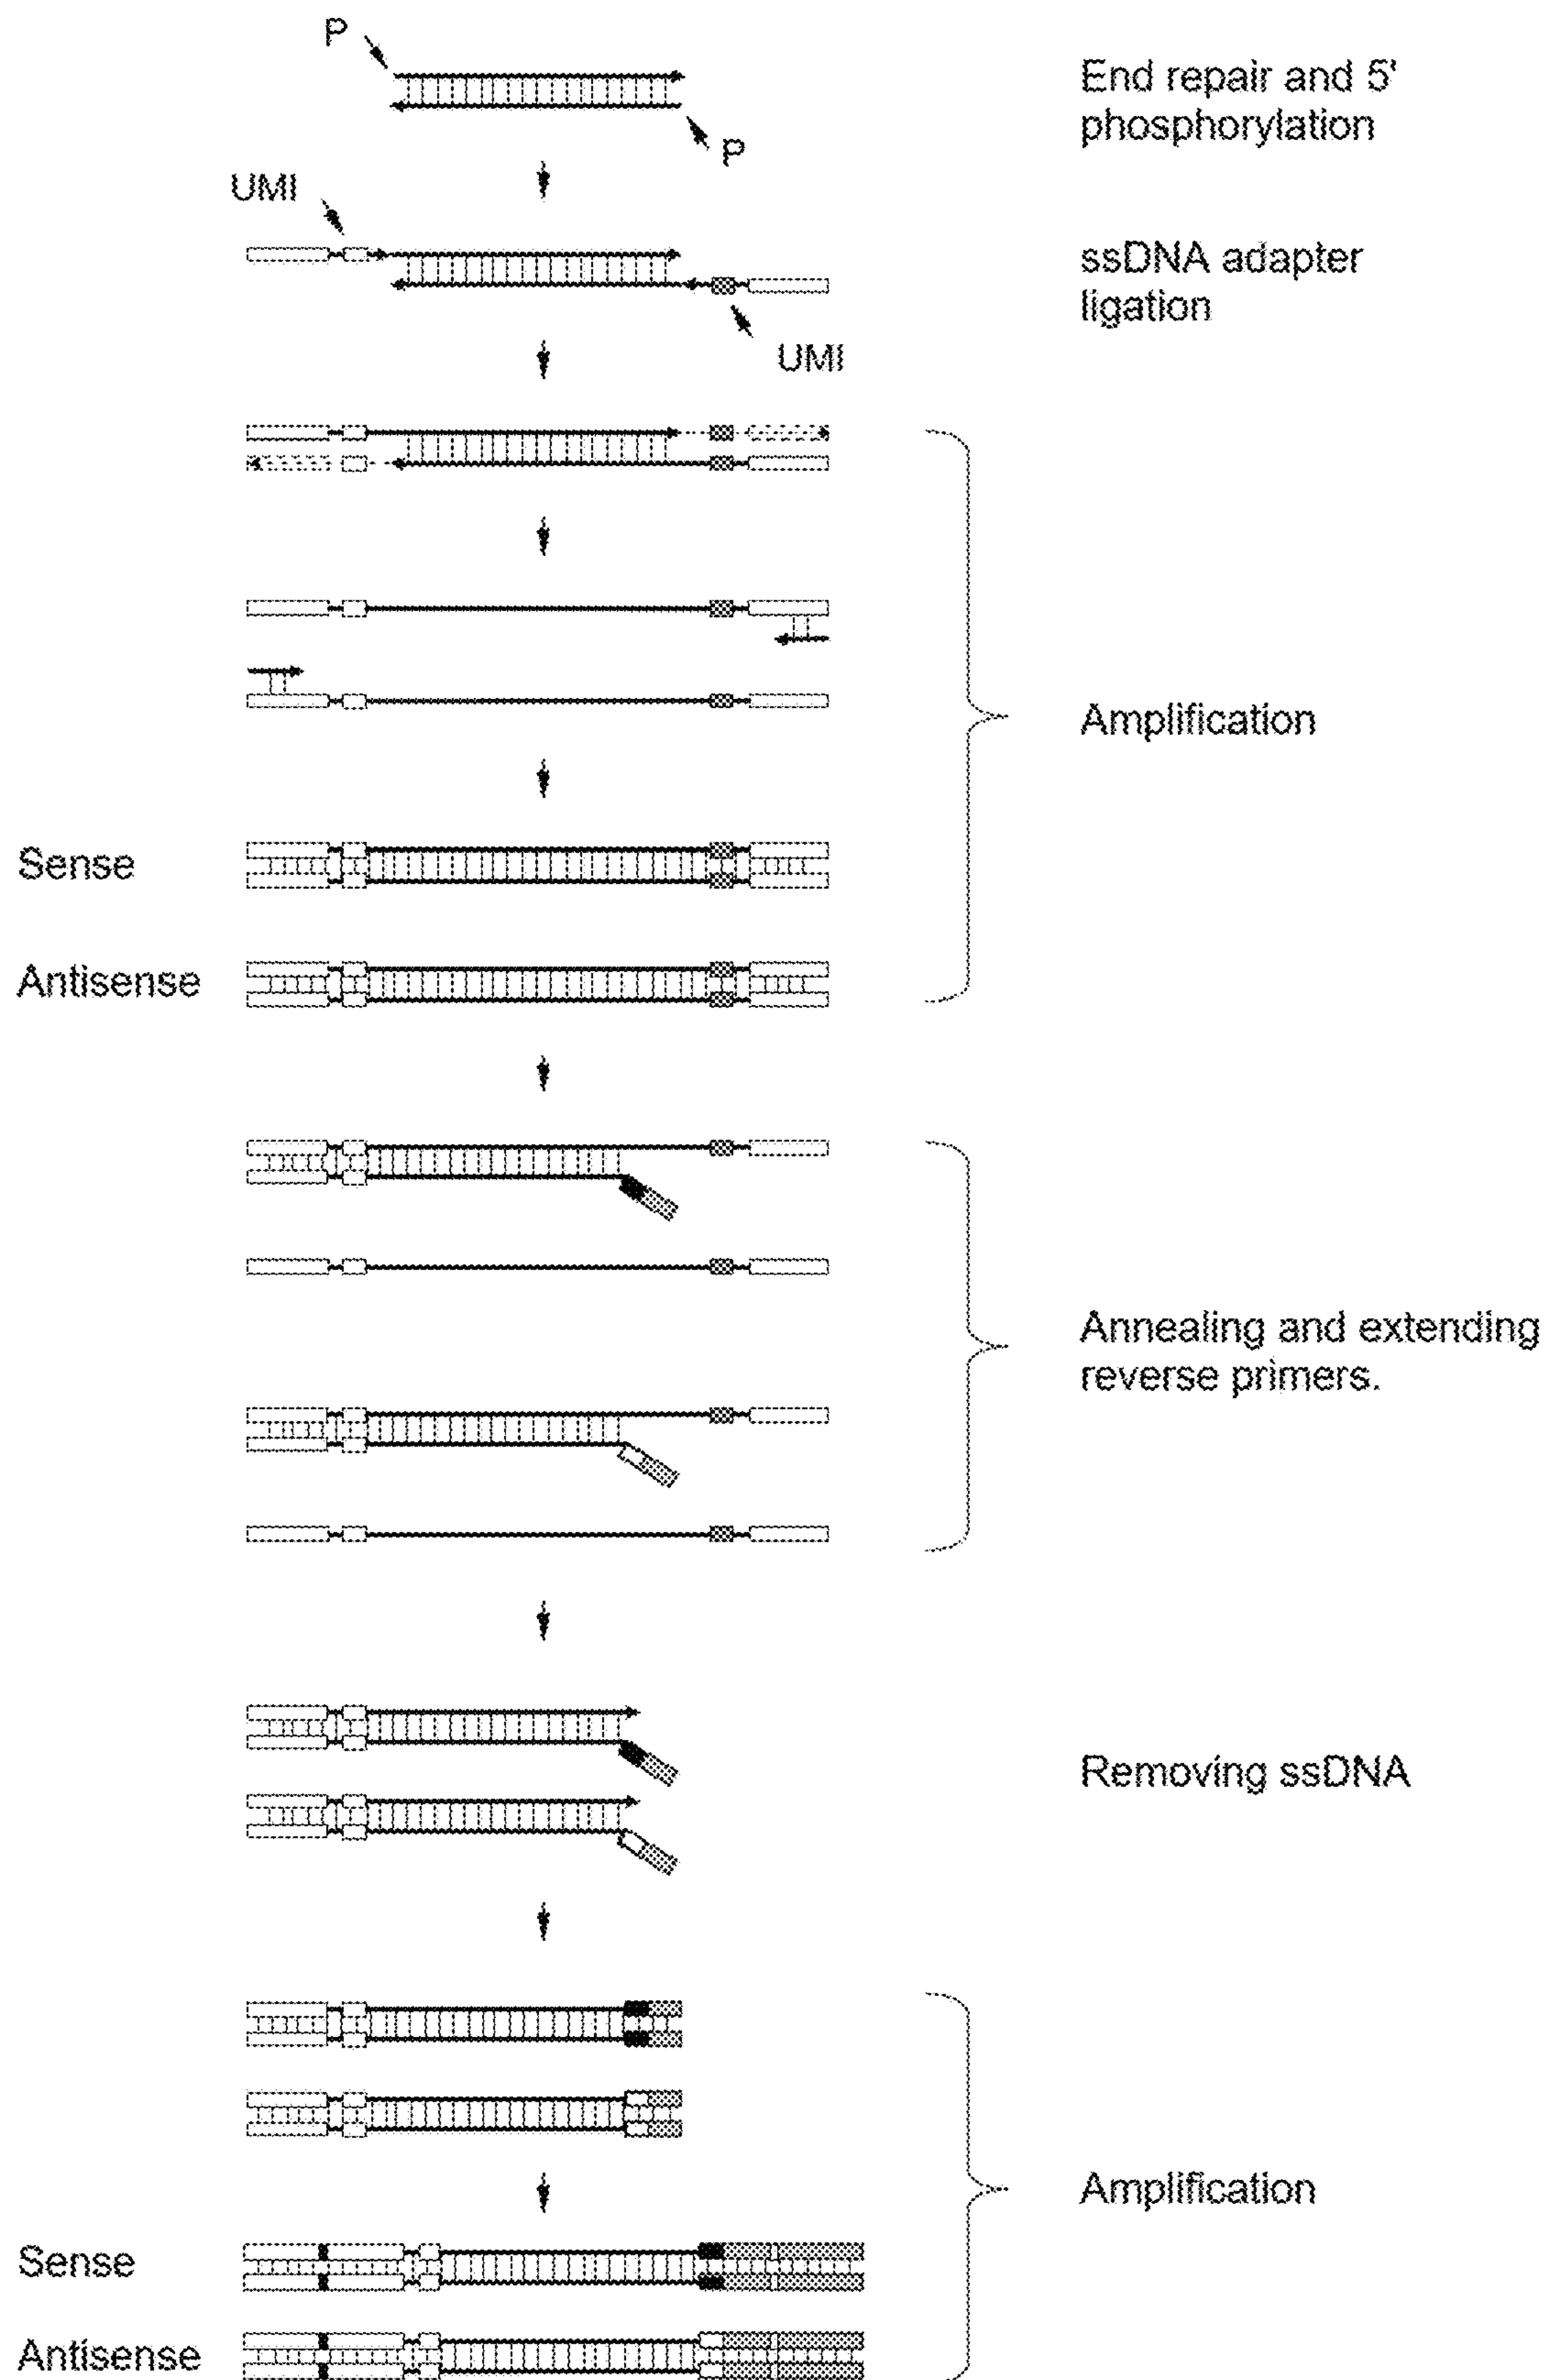 P
End repair and 5'
phosphorylation
P
UMI
ssDNA adapter
ligation
UMI
Amplification
Sense
Antisense
Annealing and extending
reverse primers.
Removing ssDNA
Amplification
Sense
Antisense